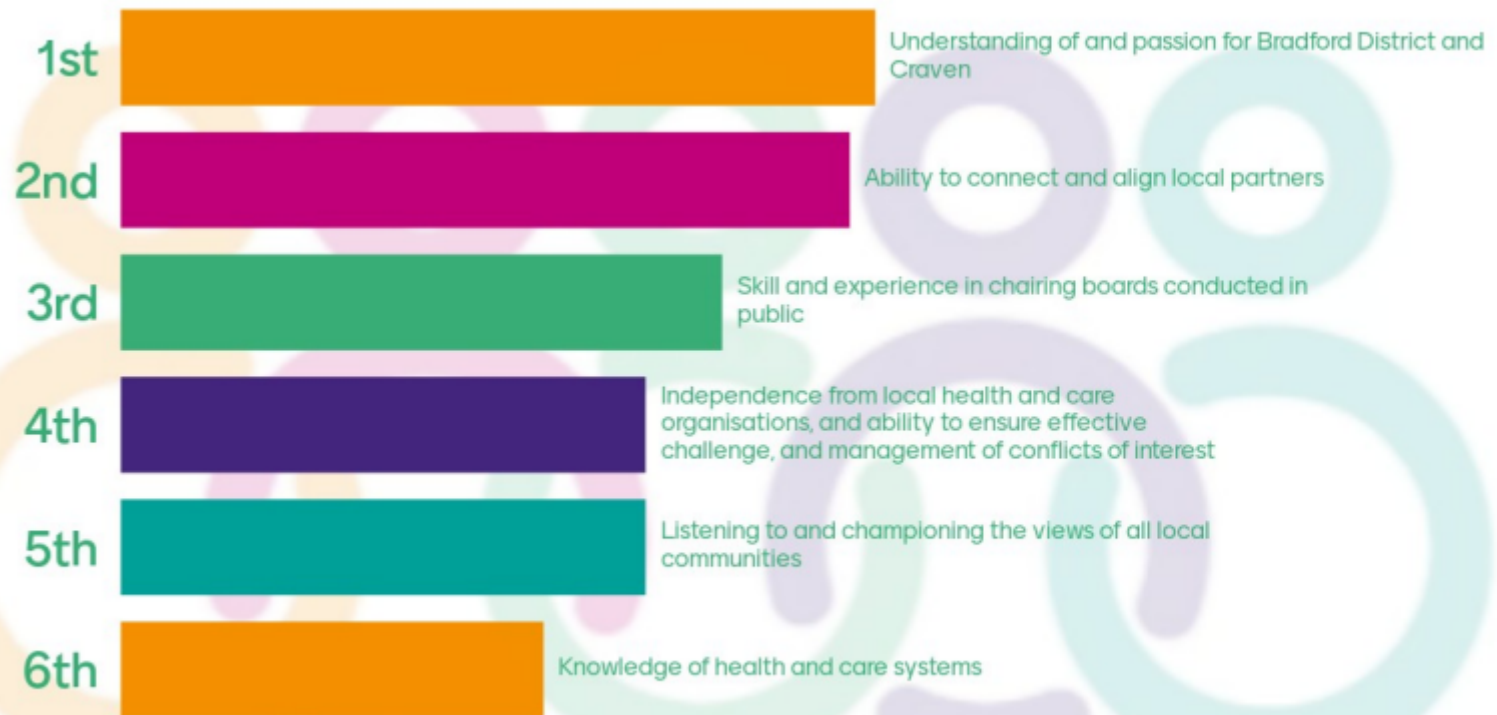 1st
Understanding of and passion for Bradford District and
Craven
2nd
Ability to connect and align local partners
3rd
Skill and experience in chairing boards conducted in
public
4th
Independence from local health and care
organisations, and ability to ensure effective
challenge, and management of conflicts of interest
5th
Listening to and championing the views of all local
communities
6th
Knowledge of health and care systems